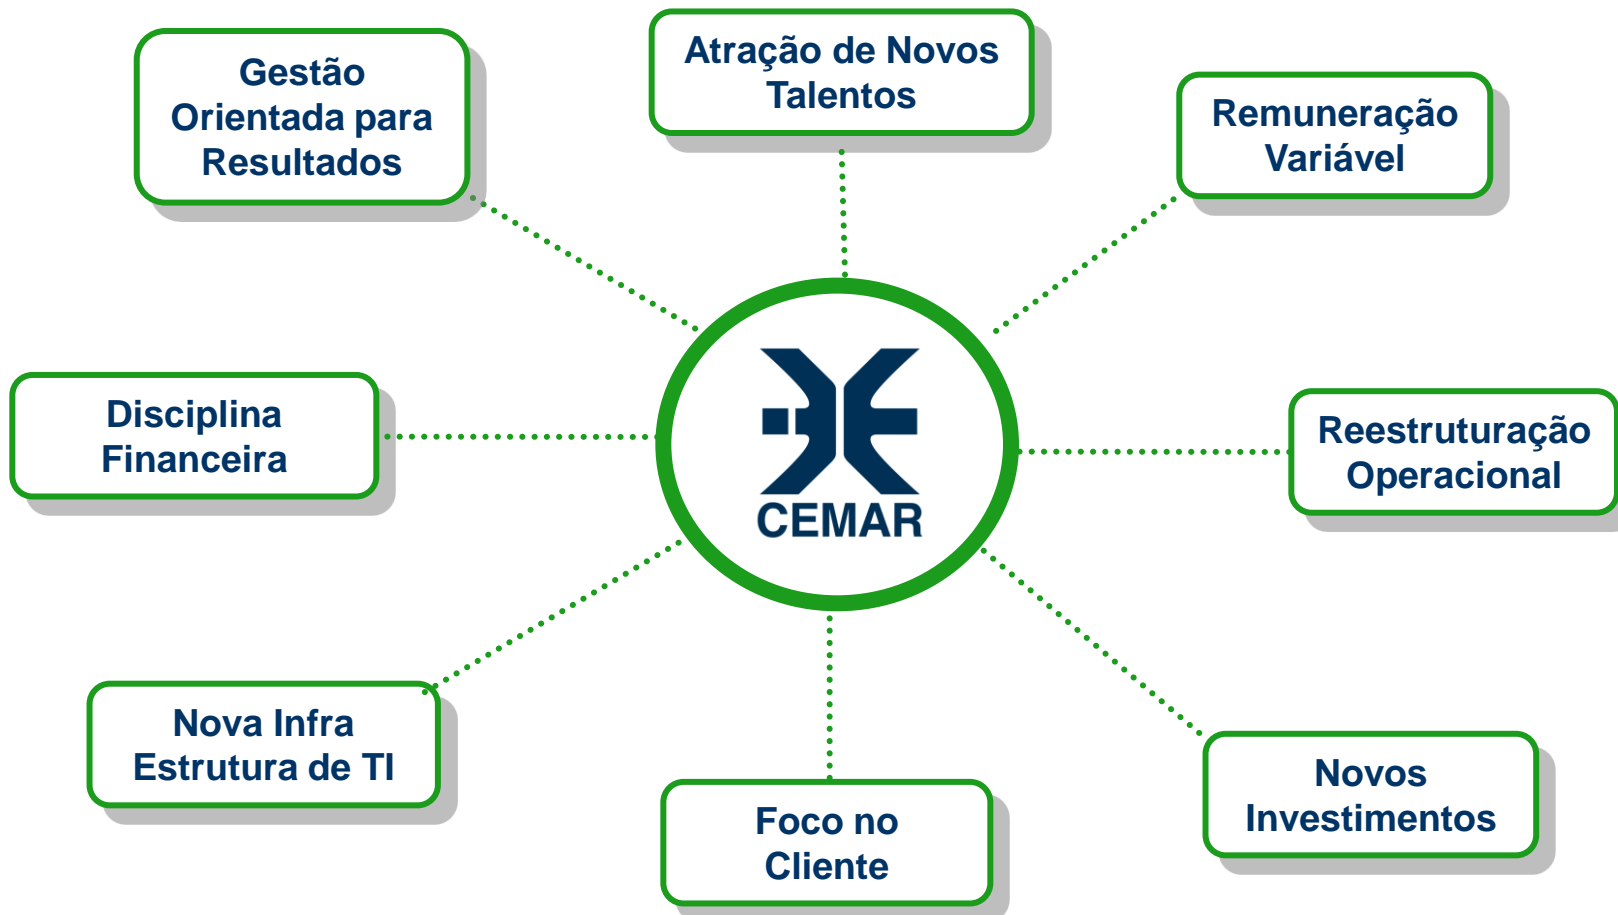 Gestão
Orientada para
Resultados
Atração de Novos
Talentos
Remuneração
Variável
Disciplina
Financeira
CEMAR
Reestruturação
Operacional
Nova Infra
Estrutura de TI
Foco no
Cliente
Novos
Investimentos